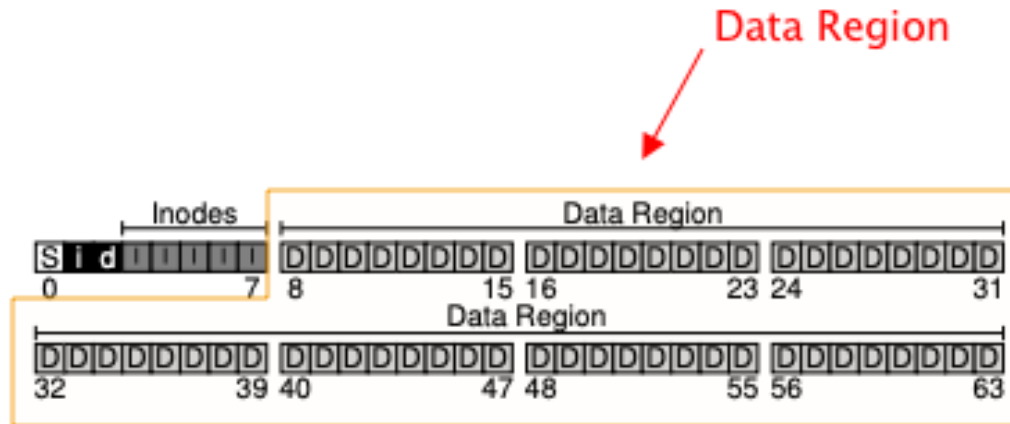 Data Region
Inodes Data Region
S i d I I I I I D D D D D D D D D D D D D D D D D D D D D D D D
0 7 8 15 16 23 24 31
Data Region
D D D D D D D D D D D D D D D D D D D D D D D D D D D D D D D D
32 39 40 47 48 55 56 63